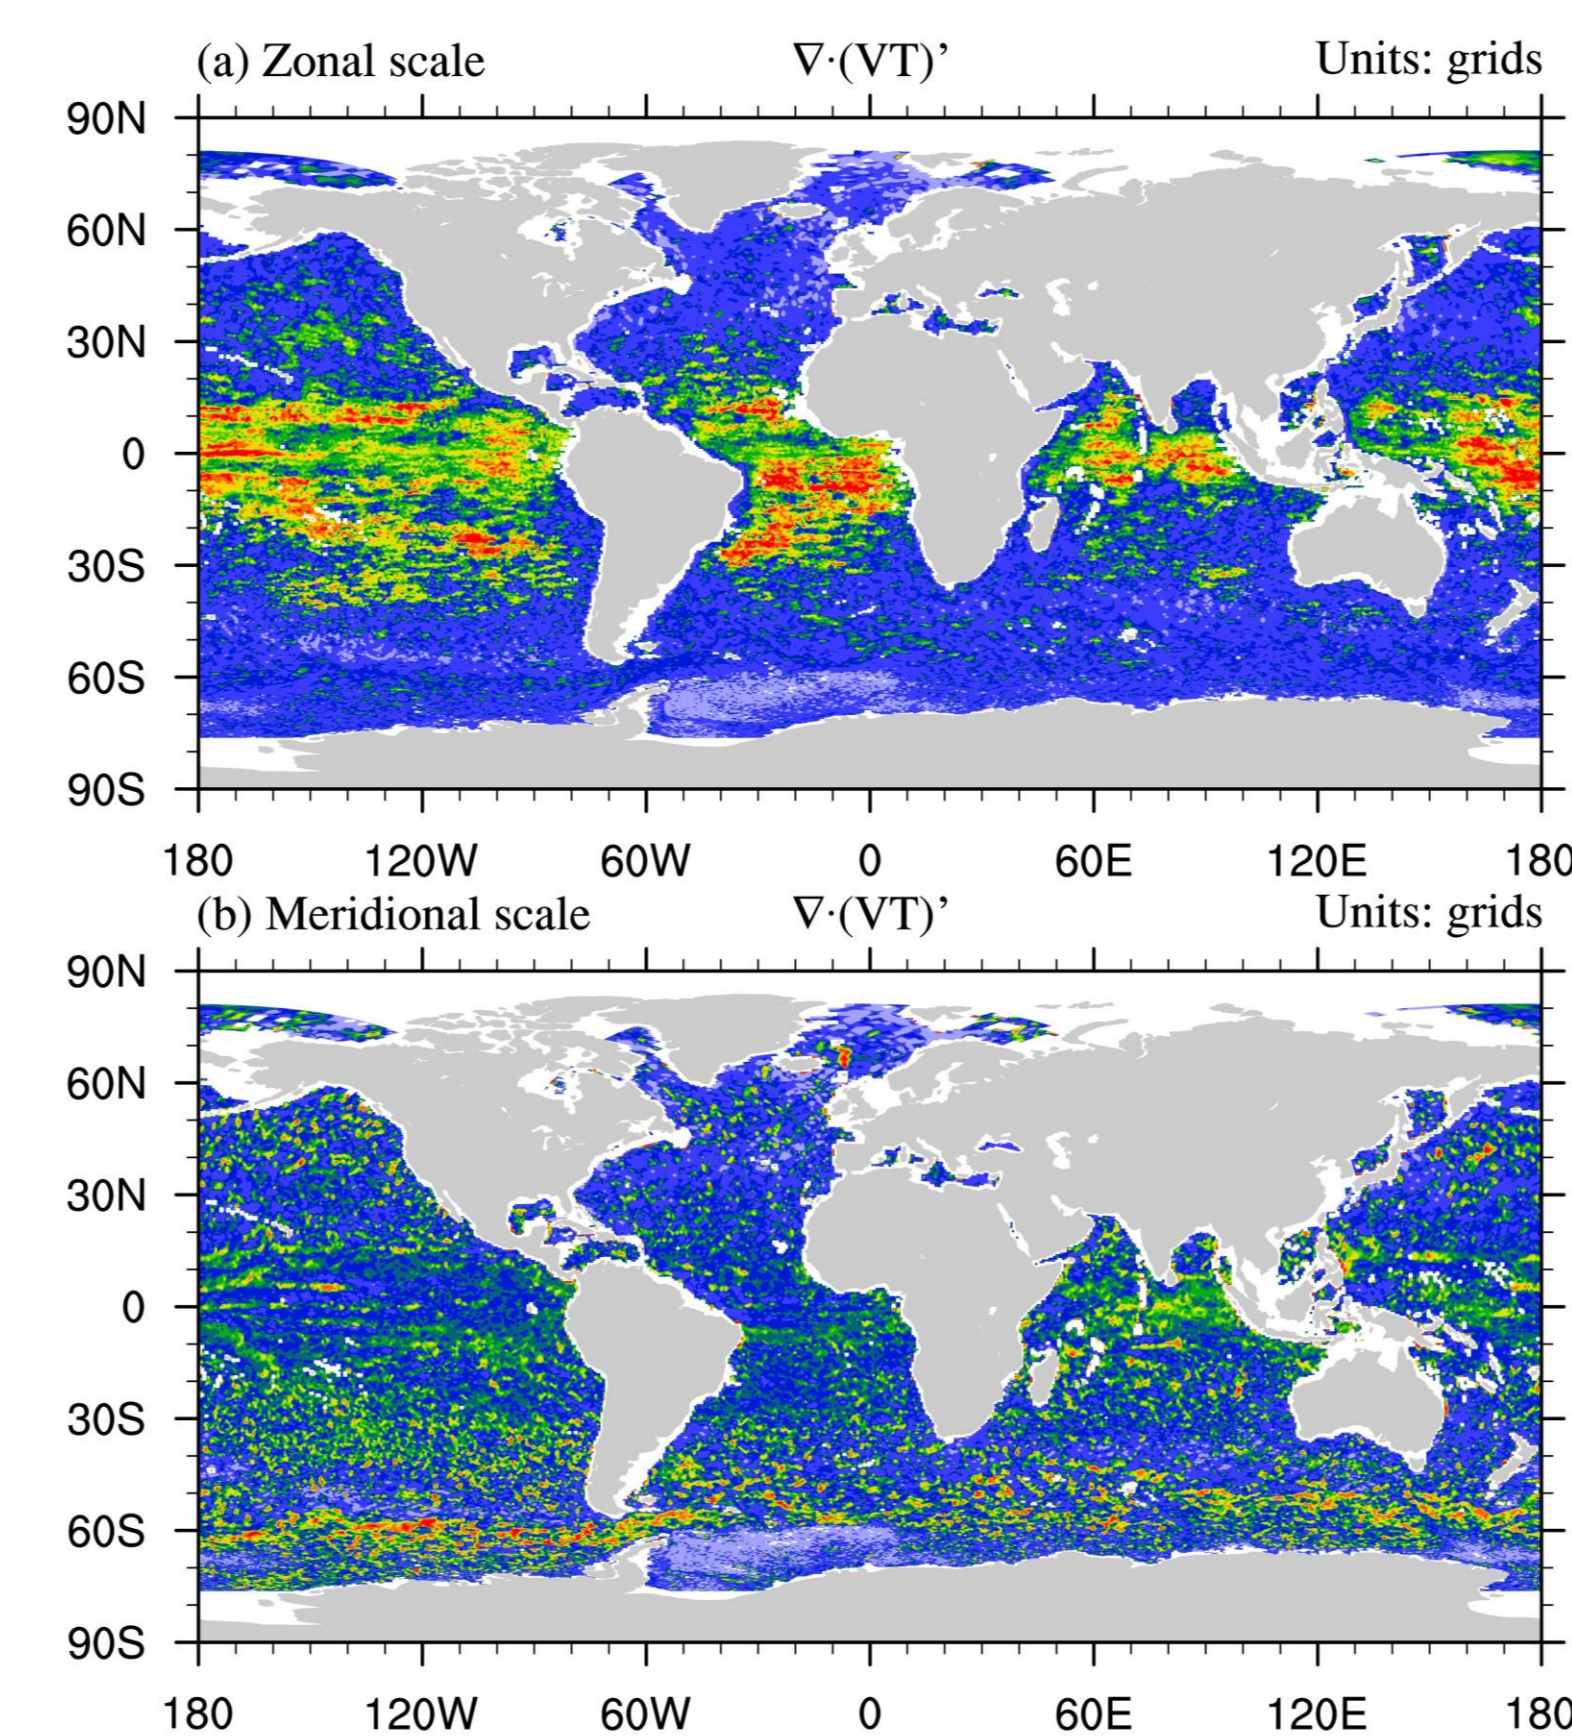 (a) Zonal scale ∇·(VT)’ Units: grids
90N
60N
30N
0
30S
60S
90S
180 120W 60W 0 60E 120E 180
(b) Meridional scale ∇·(VT)’ Units: grids
90N
60N
30N
0
30S
60S
90S
180 120W 60W 0 60E 120E 180